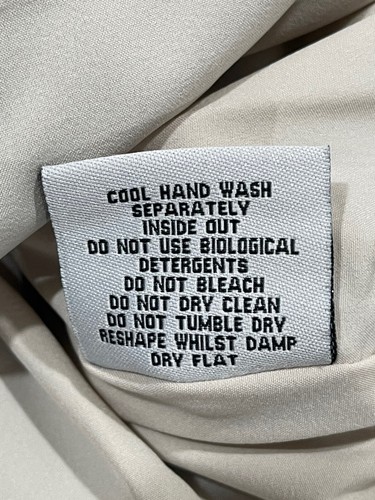 COOL HAND WASH
SEPARATELY
INSIDE OUT
DO NOT USE BIOLOGICAL
DETERGENTS
DO NOT BLEACH
DO NOT DRY CLEAN
DO NOT TUMBLE DRY
RESHAPE WHILST DAMP
DRY FLAT